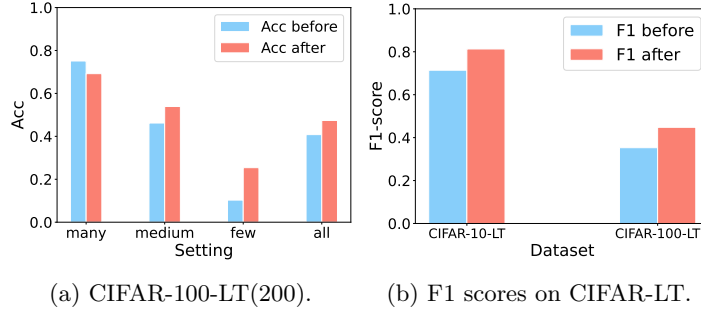 1.0
0.8
0.6
0.4
0.2
0.0
Acc
Acc before
Acc after
many medium few all
Setting
(a) CIFAR-100-LT(200).
1.0
0.8
0.6
0.4
0.2
0.0
F1-score
F1 before
F1 after
CIFAR-10-LT CIFAR-100-LT
Dataset
(b) F1 scores on CIFAR-LT.